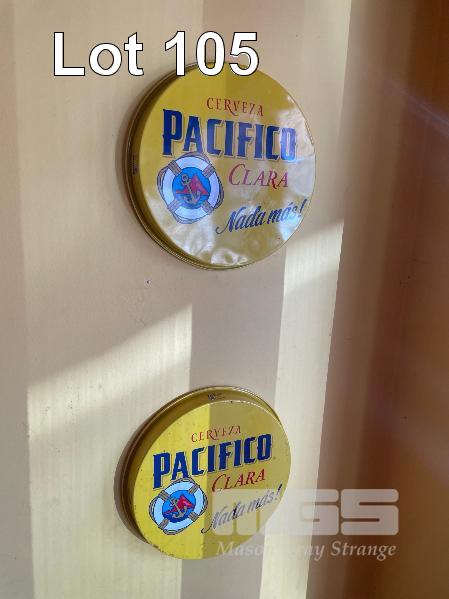 Lot 105
CERVEZA
PACIFICO
CLARA
Nada más!
CERVEZA
PACIFICO
CLARA
Nada más!
MGS
Mason Gray Strange